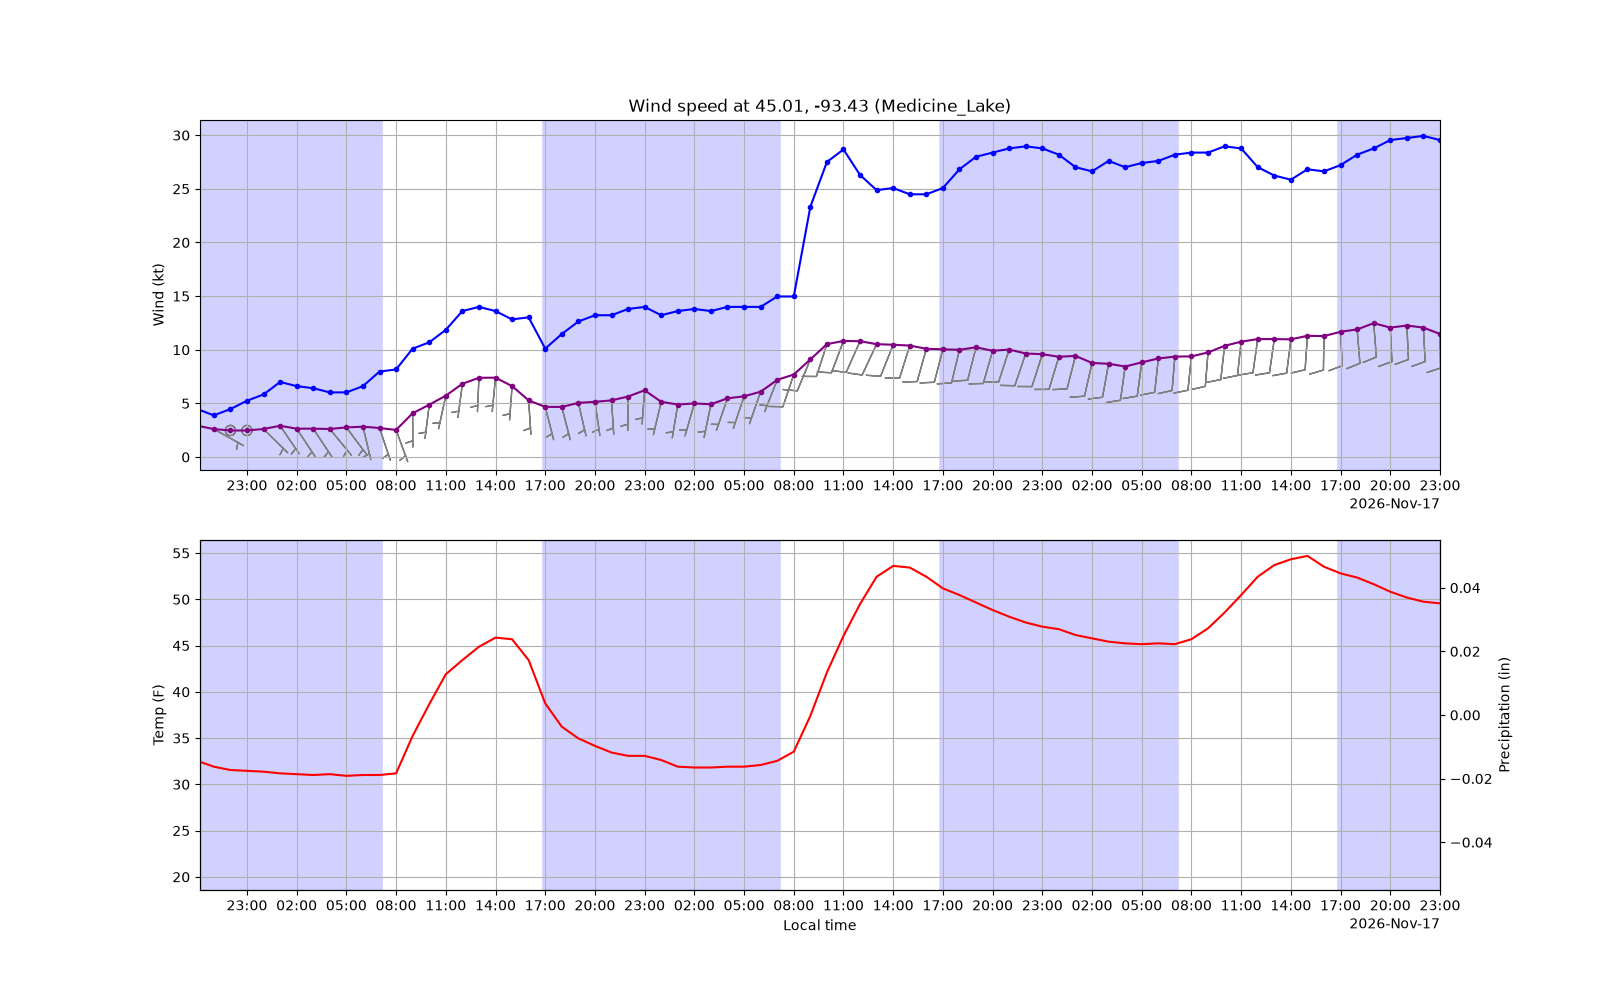 Wind speed at 45.01, -93.43 (Medicine_Lake)
30
25
20
15
10
5
0
Wind (kt)
23:00 02:00 05:00 08:00 11:00 14:00 17:00 20:00 23:00 02:00 05:00 08:00 11:00 14:00 17:00 20:00 23:00 02:00 05:00 08:00 11:00 14:00 17:00 20:00 23:00
2026-Nov-17
55
50
45
40
35
30
25
20
Temp (F)
0.04
0.02
0.00
−0.02
−0.04
Precipitation (in)
23:00 02:00 05:00 08:00 11:00 14:00 17:00 20:00 23:00 02:00 05:00 08:00 11:00 14:00 17:00 20:00 23:00 02:00 05:00 08:00 11:00 14:00 17:00 20:00 23:00
Local time
2026-Nov-17